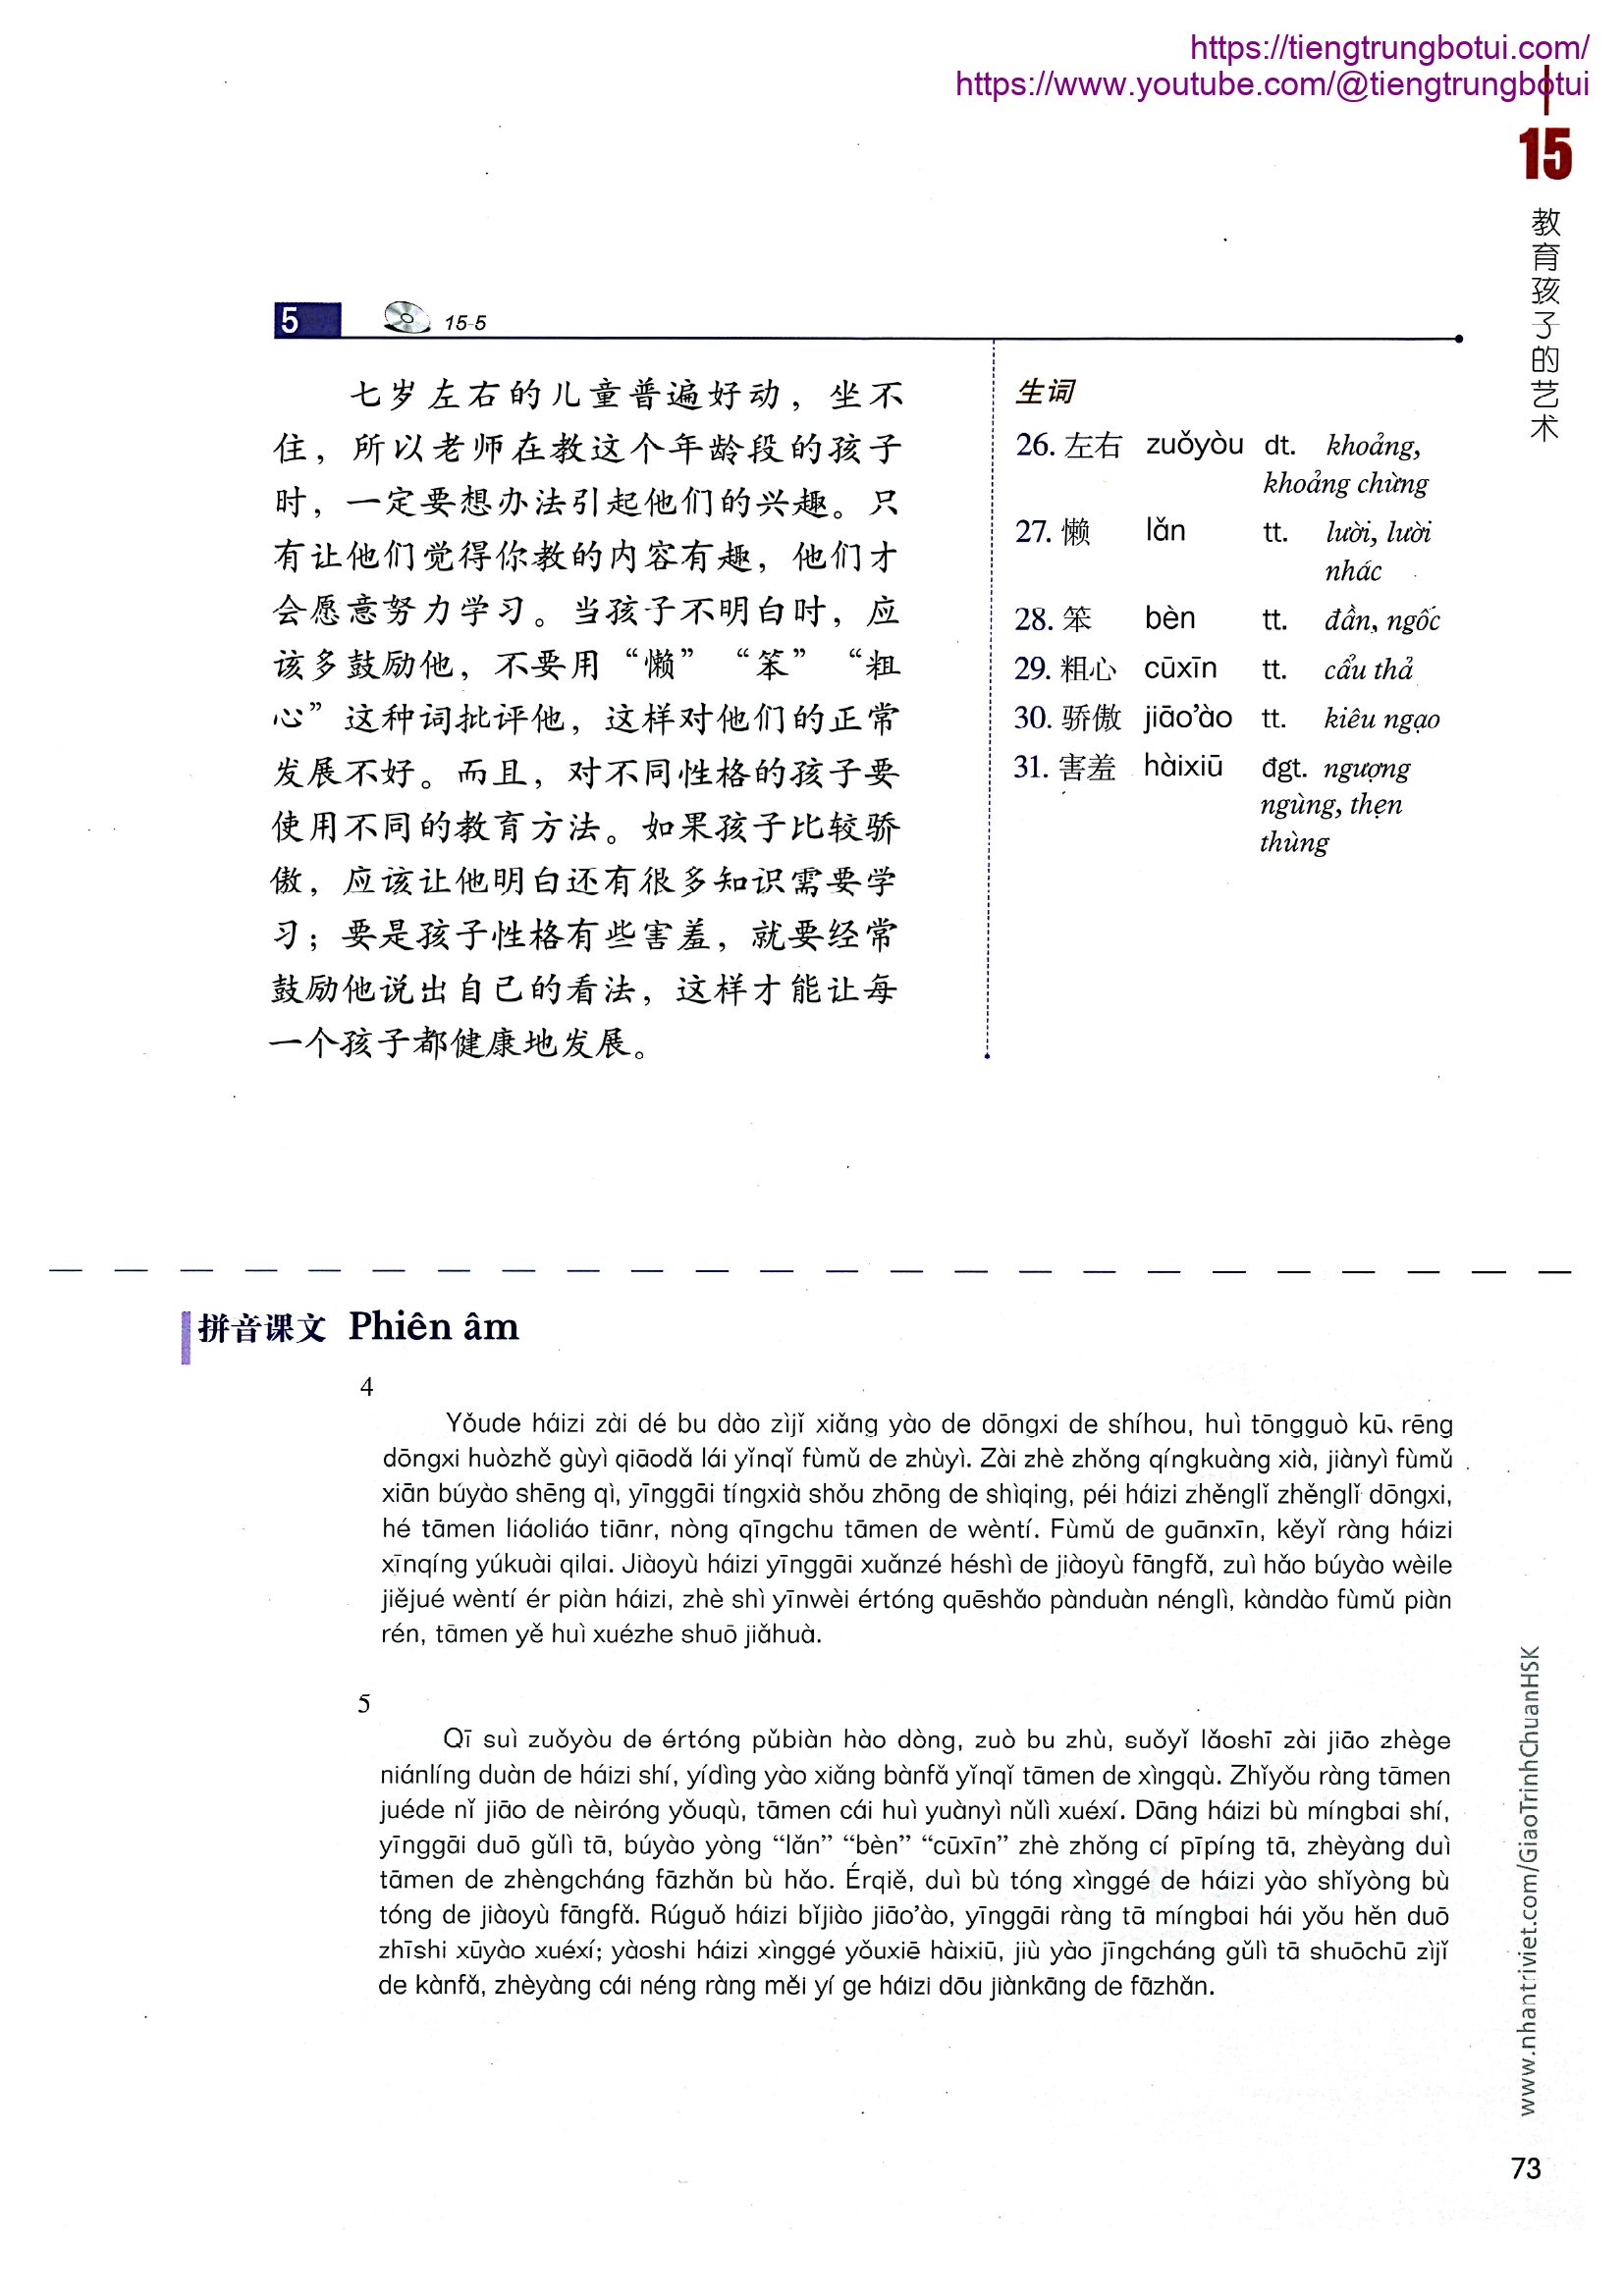 https://tiengtrungbotui.com/
https://www.youtube.com/@tiengtrungbotui
15
教育孩子的艺术
5
15-5
七岁左右的儿童普遍好动，坐不
住，所以老师在教这个年龄段的孩子
时，一定要想办法引起他们的兴趣。只
有让他们觉得你教的内容有趣，他们才
会愿意努力学习。当孩子不明白时，应
该多鼓励他，不要用“懒”“笨”“粗
心”这种词批评他，这样对他们的正常
发展不好。而且，对不同性格的孩子要
使用不同的教育方法。如果孩子比较骄
傲，应该让他明白还有很多知识需要学
习；要是孩子性格有些害羞，就要经常
鼓励他说出自己的看法，这样才能让每
一个孩子都健康地发展。
生词
26. 左右 zuǒyòu dt. khoảng,
khoảng chừng
27. 懒 lǎn tt. lười, lười
nhác
28. 笨 bèn tt. đần, ngốc
29. 粗心 cūxīn tt. cẩu thả
30. 骄傲 jiāo’ào tt. kiêu ngạo
31. 害羞 hàixiū đgt. ngượng
ngùng, thẹn
thùng
拼音课文 Phiên âm
4
Yǒude háizi zài dé bu dào zìjǐ xiǎng yào de dōngxi de shíhou, huì tōngguò kū、rēng
dōngxi huòzhě gùyì qiāodǎ lái yǐnqǐ fùmǔ de zhùyì. Zài zhè zhǒng qíngkuàng xià, jiànyì fùmǔ
xiān búyào shēng qì, yīnggāi tíngxià shǒu zhōng de shìqing, péi háizi zhěnglǐ zhěnglǐ dōngxi,
hé tāmen liáoliáo tiānr, nòng qīngchu tāmen de wèntí. Fùmǔ de guānxīn, kěyǐ ràng háizi
xīnqíng yúkuài qilai. Jiàoyù háizi yīnggāi xuǎnzé héshì de jiàoyù fāngfǎ, zuì hǎo búyào wèile
jiějué wèntí ér piàn háizi, zhè shì yīnwèi értóng quēshǎo pànduàn nénglì, kàndào fùmǔ piàn
rén, tāmen yě huì xuézhe shuō jiǎhuà.
5
Qī suì zuǒyòu de értóng pǔbiàn hào dòng, zuò bu zhù, suǒyǐ lǎoshī zài jiāo zhège
niánlíng duàn de háizi shí, yídìng yào xiǎng bànfǎ yǐnqǐ tāmen de xìngqù. Zhǐyǒu ràng tāmen
juéde nǐ jiāo de nèiróng yǒuqù, tāmen cái huì yuànyì nǔlì xuéxí. Dāng háizi bù míngbai shí,
yīnggāi duō gǔlì tā, búyào yòng “lǎn” “bèn” “cūxīn” zhè zhǒng cí pīpíng tā, zhèyàng duì
tāmen de zhèngcháng fāzhǎn bù hǎo. Érqiě, duì bù tóng xìnggé de háizi yào shǐyòng bù
tóng de jiàoyù fāngfǎ. Rúguǒ háizi bǐjiào jiāo’ào, yīnggāi ràng tā míngbai hái yǒu hěn duō
zhīshi xūyào xuéxí; yàoshi háizi xìnggé yǒuxiē hàixiū, jiù yào jīngcháng gǔlì tā shuōchū zìjǐ
de kànfǎ, zhèyàng cái néng ràng měi yí ge háizi dōu jiànkāng de fāzhǎn.
www.nhantriviet.com/GiaoTrinhChuanHSK
73